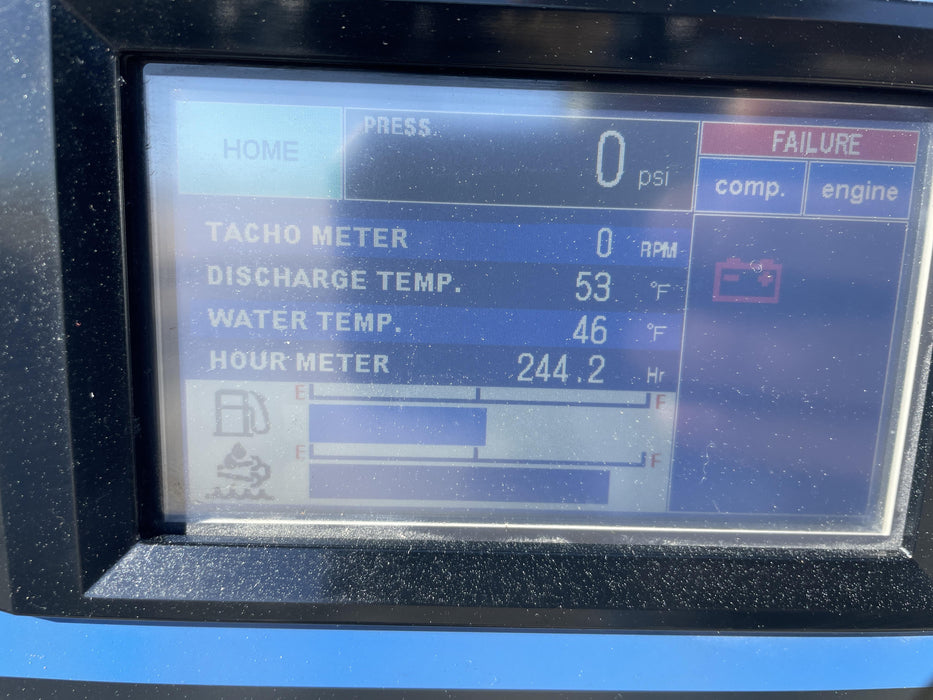 HOME
PRESS. 0 psi
FAILURE
comp. engine
TACHO METER 0 RPM
DISCHARGE TEMP. 53 °F
WATER TEMP. 46 °F
HOUR METER 244.2 Hr
E F
E F